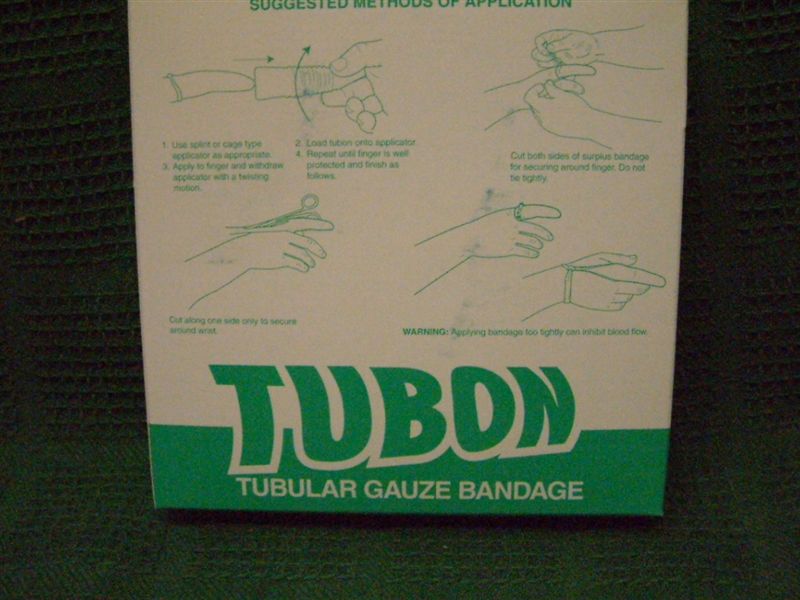 SUGGESTED METHODS OF APPLICATION
1. Use splint or cage type
applicator as appropriate.
3. Apply to finger and withdraw
applicator with a twisting
motion.
2. Load tubon onto applicator.
4. Repeat until finger is well
protected and finish as
follows.
Cut both sides of surplus bandage
for securing around finger. Do not
tie tightly.
Cut along one side only to secure
around wrist.
WARNING: Applying bandage too tightly can inhibit blood flow.
TUBON
TUBULAR GAUZE BANDAGE